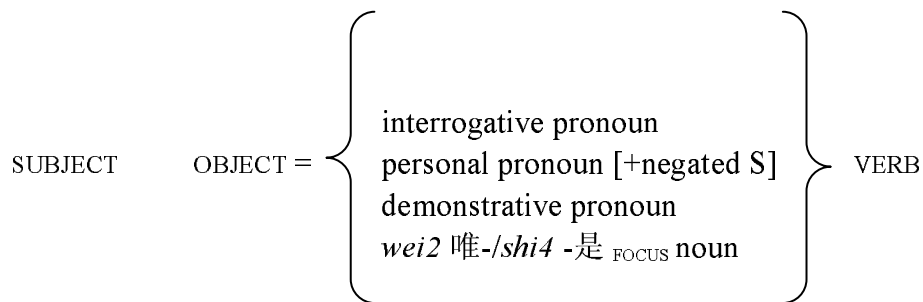 interrogative pronoun
SUBJECT OBJECT = personal pronoun [+negated S] VERB
demonstrative pronoun
wei2 唯-/shi4 -是 FOCUS noun